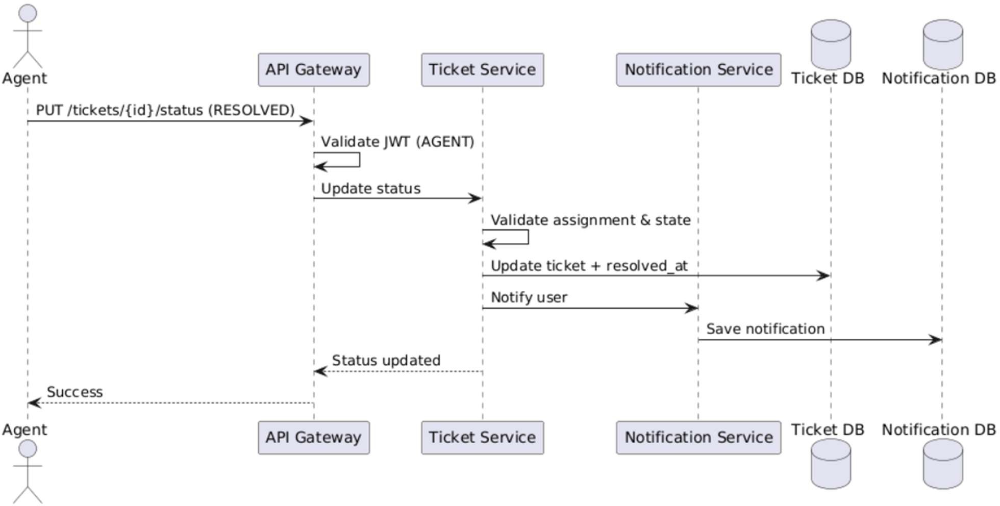 Agent
API Gateway
Ticket Service
Notification Service
Ticket DB
Notification DB
PUT /tickets/{id}/status (RESOLVED)
Validate JWT (AGENT)
Update status
Validate assignment & state
Update ticket + resolved_at
Notify user
Save notification
Status updated
Success
Agent
API Gateway
Ticket Service
Notification Service
Ticket DB
Notification DB